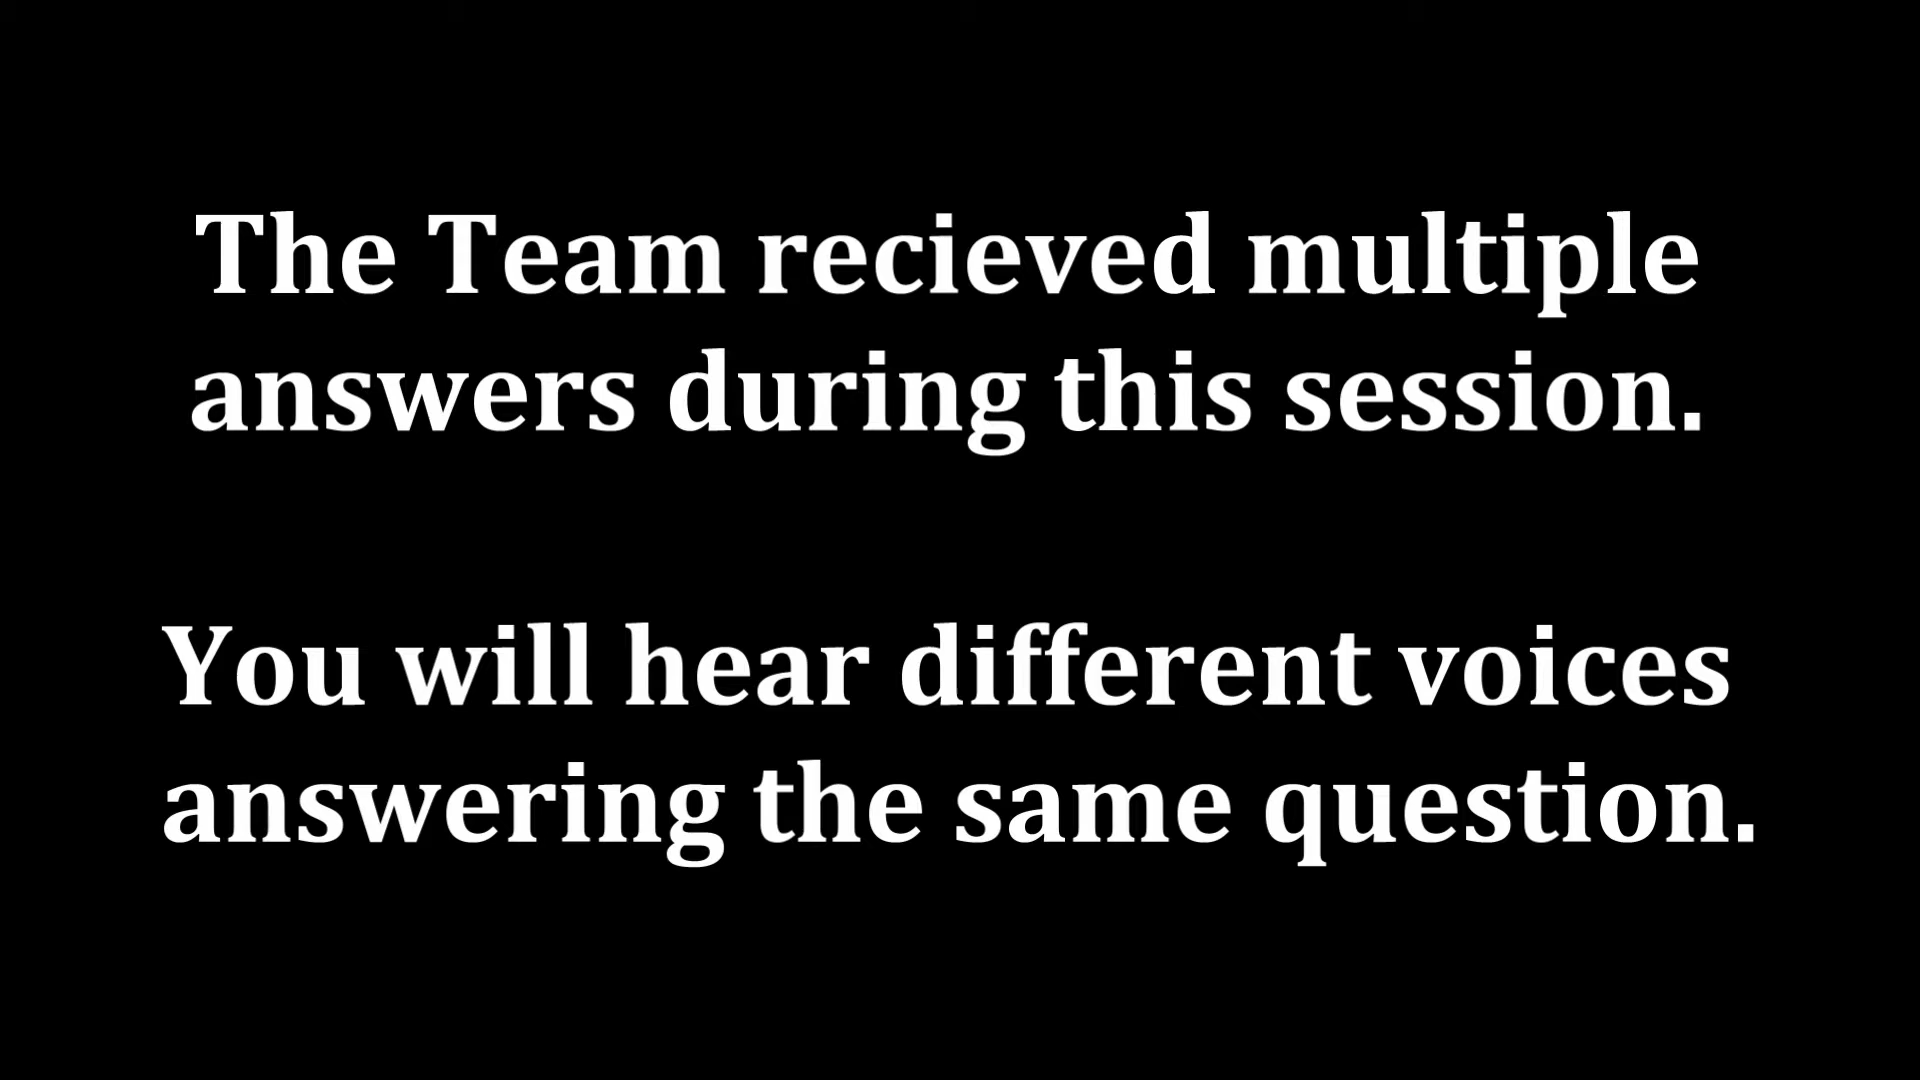 The Team recieved multiple
answers during this session.
You will hear different voices
answering the same question.